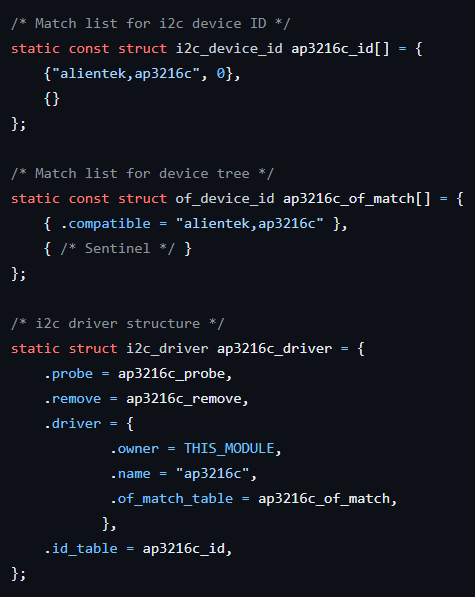 /* Match list for i2c device ID */
static const struct i2c_device_id ap3216c_id[] = {
    {"alientek,ap3216c", 0},
    {}
};

/* Match list for device tree */
static const struct of_device_id ap3216c_of_match[] = {
    { .compatible = "alientek,ap3216c" },
    { /* Sentinel */ }
};

/* i2c driver structure */
static struct i2c_driver ap3216c_driver = {
    .probe = ap3216c_probe,
    .remove = ap3216c_remove,
    .driver = {
            .owner = THIS_MODULE,
            .name = "ap3216c",
            .of_match_table = ap3216c_of_match,
           },
    .id_table = ap3216c_id,
};